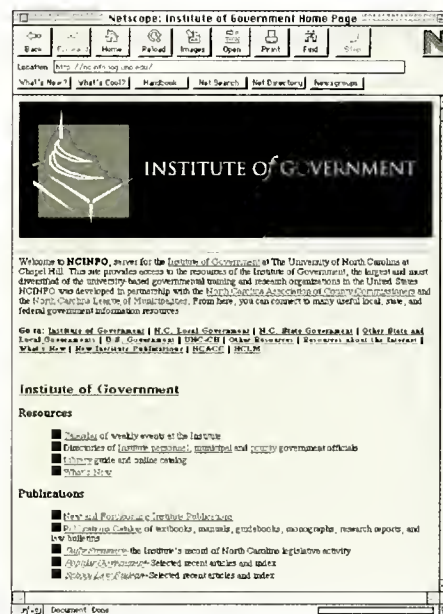 Netscape: Institute of Government Home Page
Back Forward Home Reload Images Open Print Find Stop
Location: http://ncinfo.iog.unc.edu/
What's New? What's Cool? Handbook Net Search Net Directory Newsgroups
INSTITUTE of GOVERNMENT
Welcome to NCINFO, server for the Institute of Government at The University of North Carolina at
Chapel Hill. This site provides access to the resources of the Institute of Government, the largest and most
diversified of the university-based governmental training and research organizations in the United States
NCINFO was developed in partnership with the North Carolina Association of County Commissioners and
the North Carolina League of Municipalities. From here, you can connect to many useful local, state, and
federal government information resources
Go to: Institute of Government | N.C. Local Government | N.C. State Government | Other State and
Local Governments | U.S. Government | UNC-CH | Other Resources | Resources about the Internet |
What's New | New Institute Publications | NCACC | NCLM
Institute of Government
Resources
Calendar of weekly events at the Institute
Directories of Institute personnel, municipal and county government officials
Library guide and online catalog
What's New
Publications
New and Forthcoming Institute Publications
Publications Catalog of textbooks, manuals, guidebooks, monographs, research reports, and
law bulletins
Daily Summary-the Institute's record of North Carolina legislative activity
Popular Government-Selected recent articles and index
School Law Bulletin-Selected recent articles and index
Document: Done